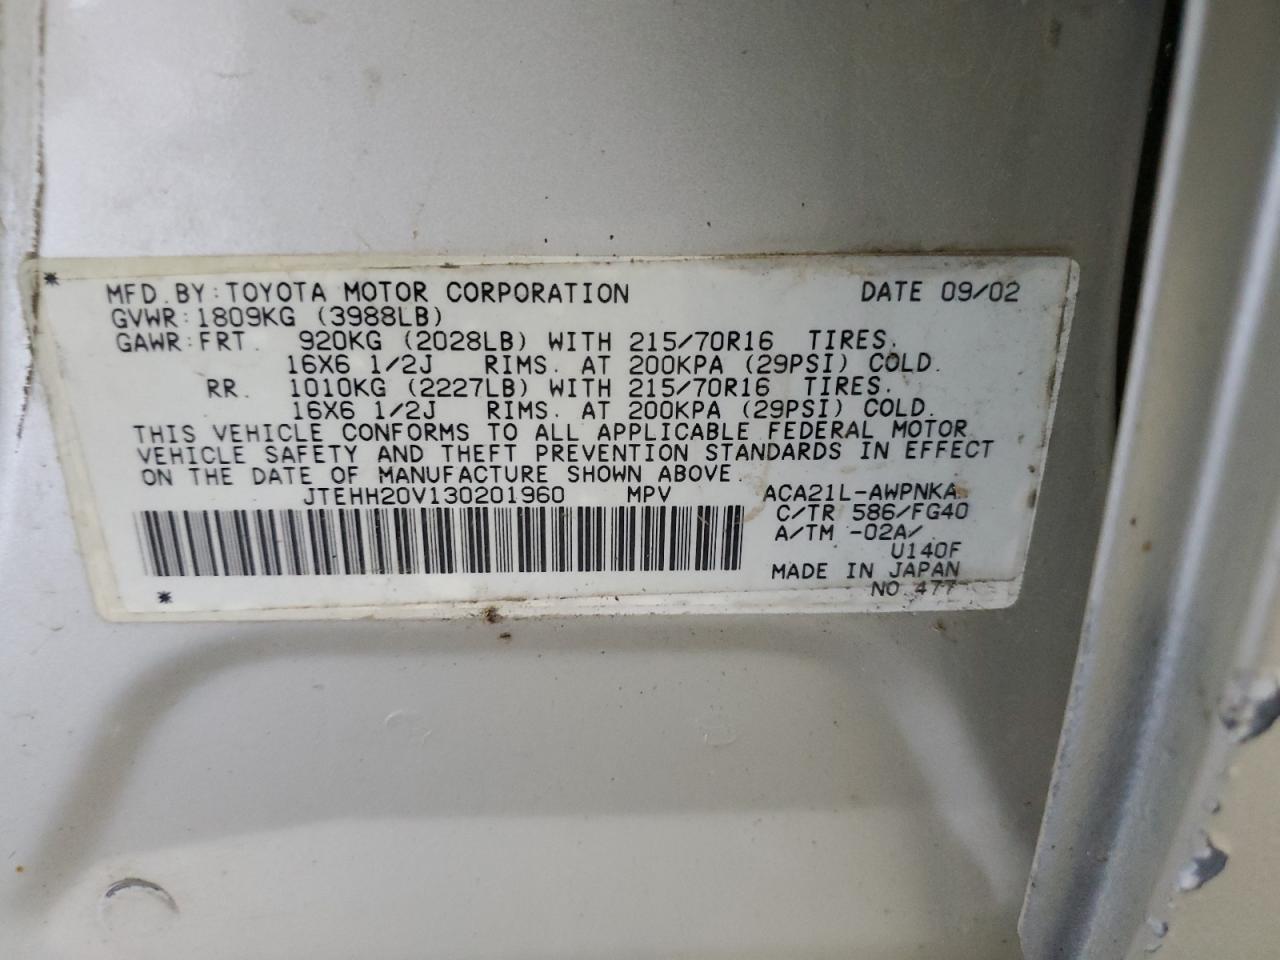 * MFD. BY: TOYOTA MOTOR CORPORATION DATE 09/02
GVWR: 1809KG (3988LB)
GAWR: FRT. 920KG (2028LB) WITH 215/70R16 TIRES.
16X6 1/2J RIMS. AT 200KPA (29PSI) COLD.
RR. 1010KG (2227LB) WITH 215/70R16 TIRES.
16X6 1/2J RIMS. AT 200KPA (29PSI) COLD.
THIS VEHICLE CONFORMS TO ALL APPLICABLE FEDERAL MOTOR
VEHICLE SAFETY AND THEFT PREVENTION STANDARDS IN EFFECT
ON THE DATE OF MANUFACTURE SHOWN ABOVE.
JTEHH20V130201960 MPV ACA21L-AWPNKA
C/TR 586/FG40
A/TM -02A/
U140F
MADE IN JAPAN
* NO. 477